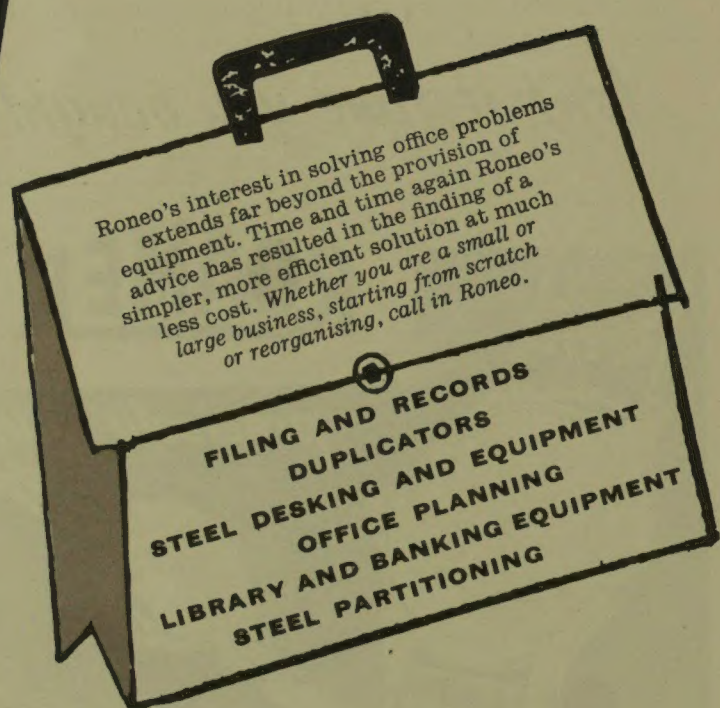 Roneo's interest in solving office problems
extends far beyond the provision of
equipment. Time and time again Roneo's
advice has resulted in the finding of a
simpler, more efficient solution at much
less cost. Whether you are a small or
large business, starting from scratch
or reorganising, call in Roneo.
FILING AND RECORDS
DUPLICATORS
STEEL DESKING AND EQUIPMENT
OFFICE PLANNING
LIBRARY AND BANKING EQUIPMENT
STEEL PARTITIONING